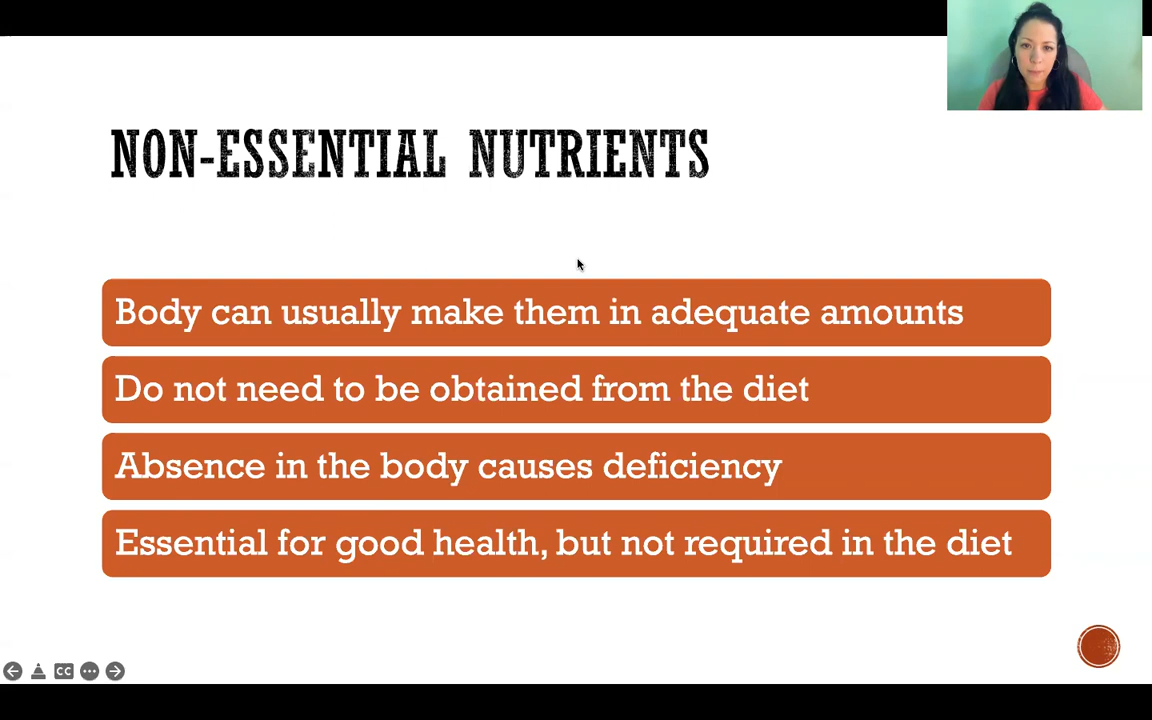 NON-ESSENTIAL NUTRIENTS
Body can usually make them in adequate amounts
Do not need to be obtained from the diet
Absence in the body causes deficiency
Essential for good health, but not required in the diet
CC